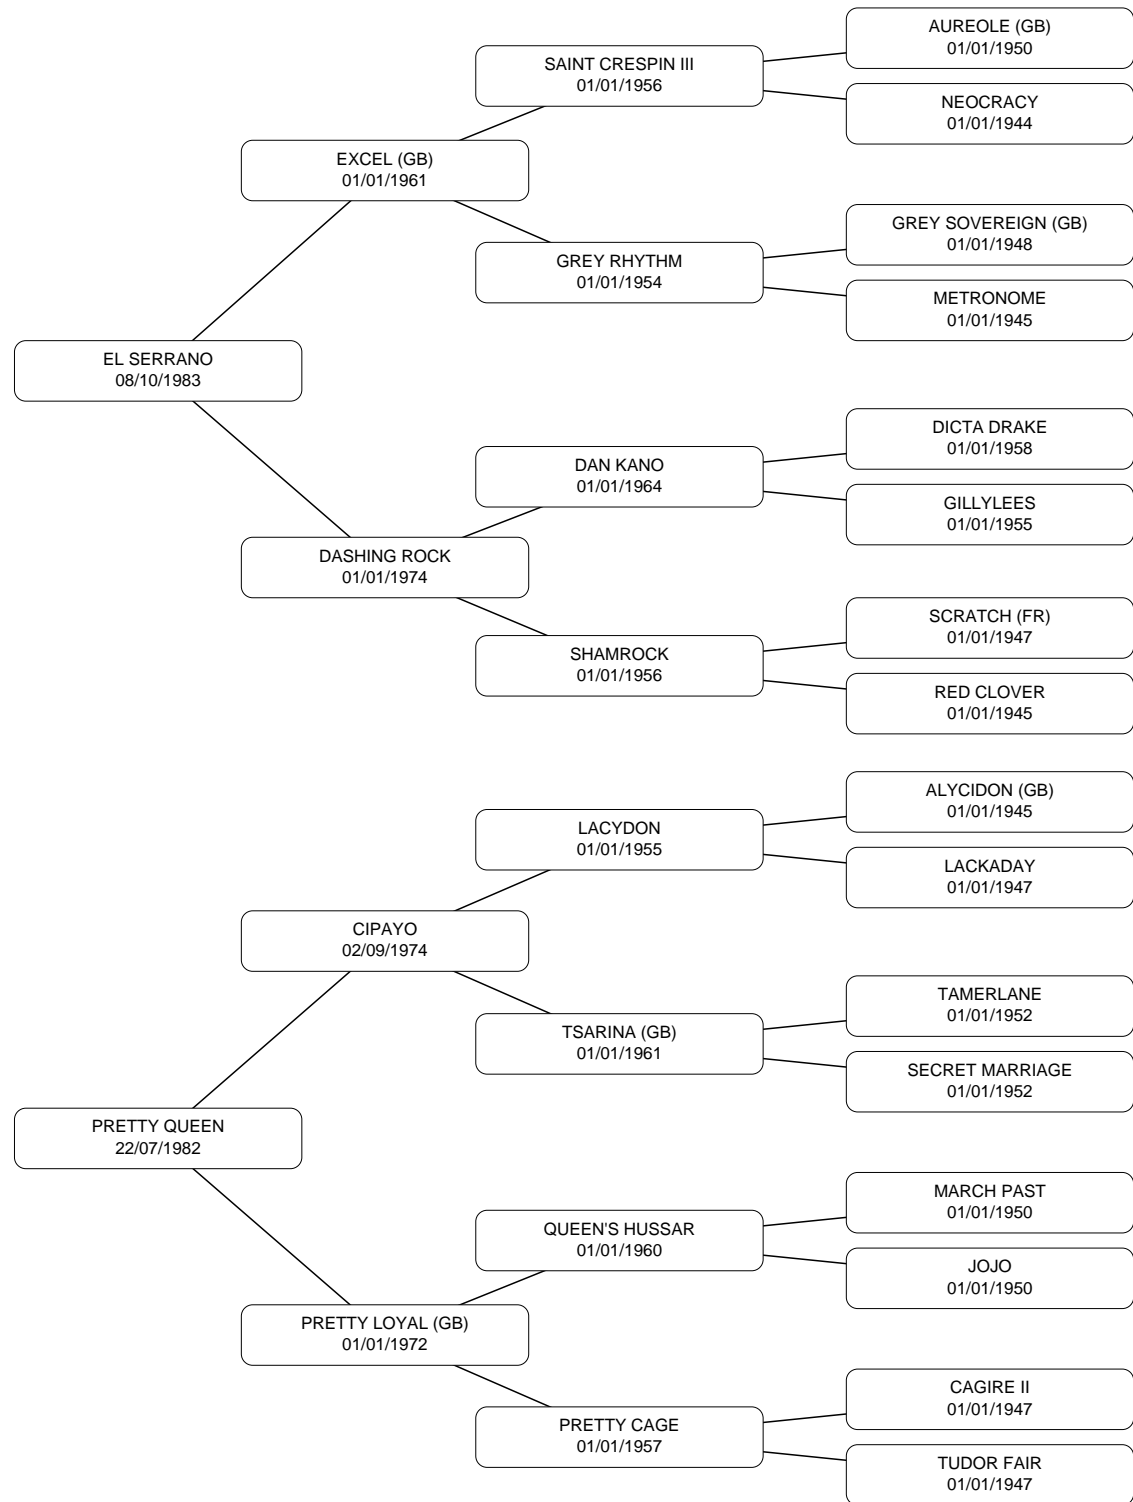 AUREOLE (GB)
01/01/1950
SAINT CRESPIN III
01/01/1956
NEOCRACY
01/01/1944
EXCEL (GB)
01/01/1961
GREY SOVEREIGN (GB)
01/01/1948
GREY RHYTHM
01/01/1954
METRONOME
01/01/1945
EL SERRANO
08/10/1983
DICTA DRAKE
01/01/1958
DAN KANO
01/01/1964
GILLYLEES
01/01/1955
DASHING ROCK
01/01/1974
SCRATCH (FR)
01/01/1947
SHAMROCK
01/01/1956
RED CLOVER
01/01/1945
ALYCIDON (GB)
01/01/1945
LACYDON
01/01/1955
LACKADAY
01/01/1947
CIPAYO
02/09/1974
TAMERLANE
01/01/1952
TSARINA (GB)
01/01/1961
SECRET MARRIAGE
01/01/1952
PRETTY QUEEN
22/07/1982
MARCH PAST
01/01/1950
QUEEN'S HUSSAR
01/01/1960
JOJO
01/01/1950
PRETTY LOYAL (GB)
01/01/1972
CAGIRE II
01/01/1947
PRETTY CAGE
01/01/1957
TUDOR FAIR
01/01/1947